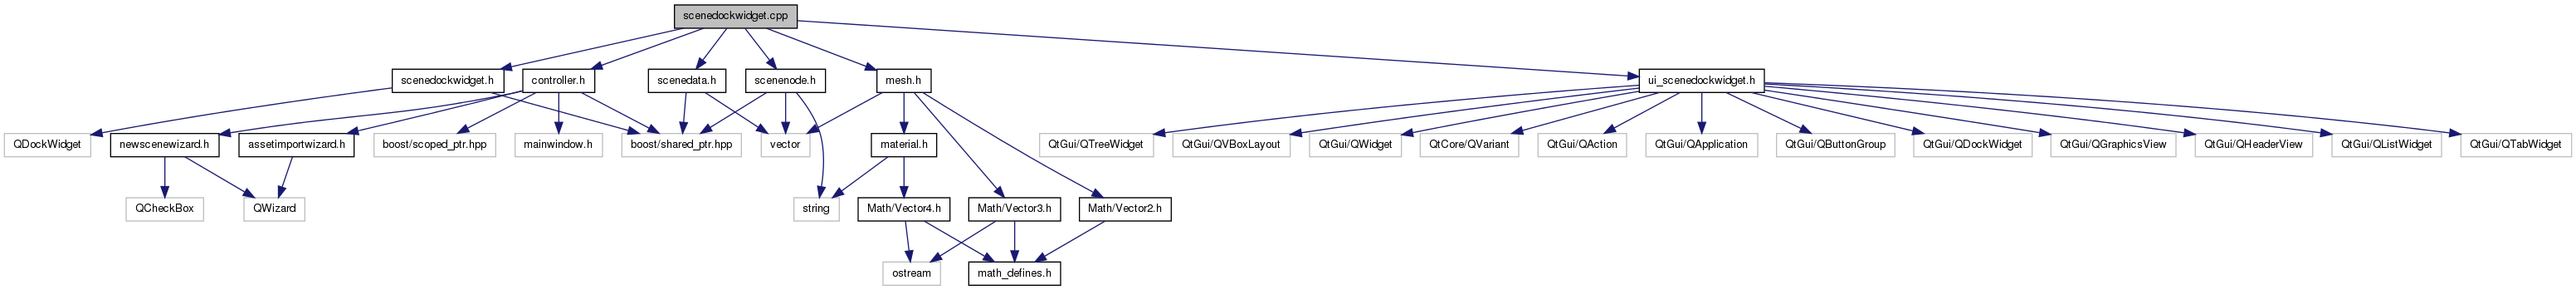 scenedockwidget.cpp
scenedockwidget.h
controller.h
scenedata.h
scenenode.h
mesh.h
ui_scenedockwidget.h
QDockWidget
newscenewizard.h
assetimportwizard.h
boost/scoped_ptr.hpp
mainwindow.h
boost/shared_ptr.hpp
vector
material.h
QtGui/QTreeWidget
QtGui/QVBoxLayout
QtGui/QWidget
QtCore/QVariant
QtGui/QAction
QtGui/QApplication
QtGui/QButtonGroup
QtGui/QDockWidget
QtGui/QGraphicsView
QtGui/QHeaderView
QtGui/QListWidget
QtGui/QTabWidget
QCheckBox
QWizard
string
Math/Vector4.h
Math/Vector3.h
Math/Vector2.h
ostream
math_defines.h